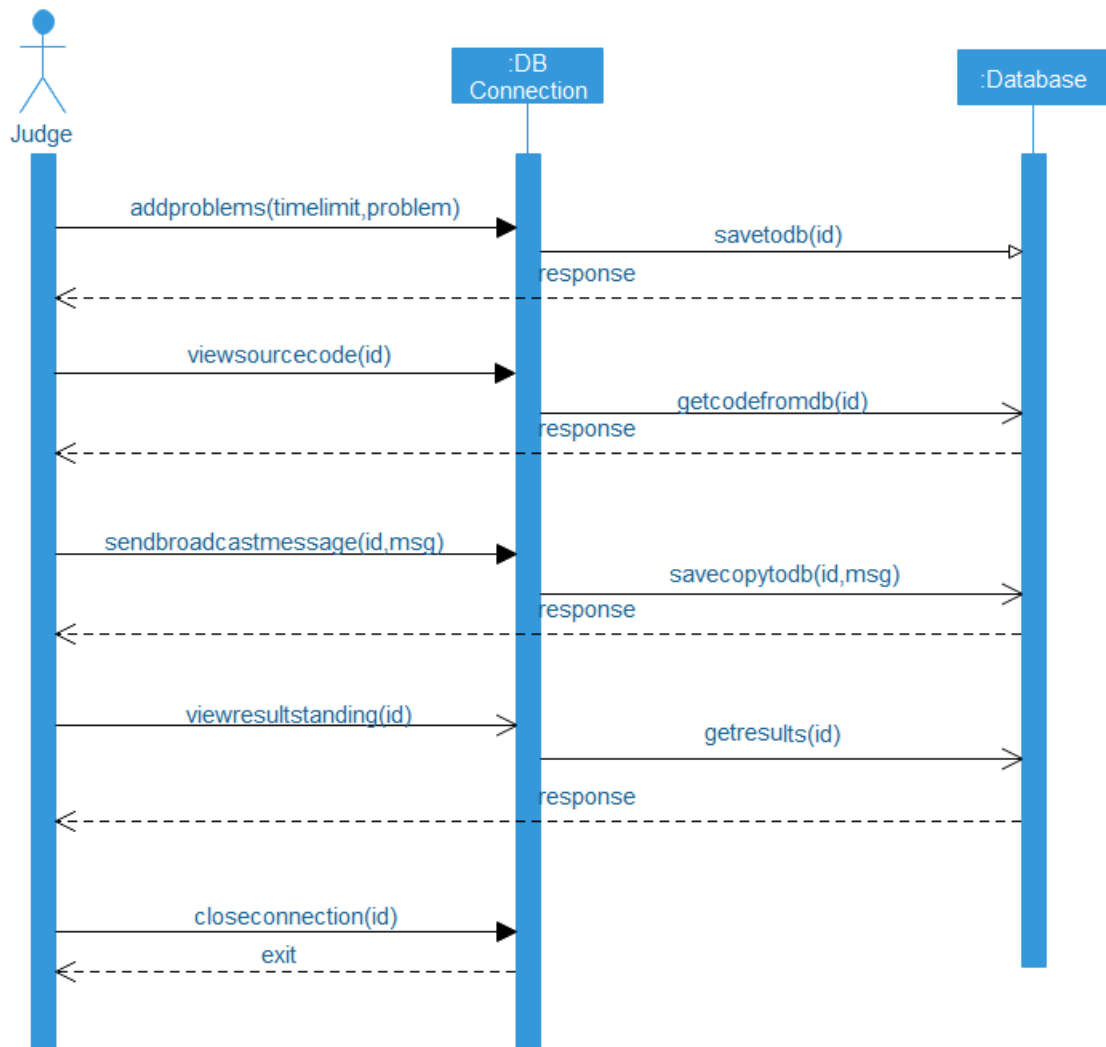 :DB
Connection
:Database
Judge
addproblems(timelimit,problem)
savetodb(id)
response
viewsourcecode(id)
getcodefromdb(id)
response
sendbroadcastmessage(id,msg)
savecopytodb(id,msg)
response
viewresultstanding(id)
getresults(id)
response
closeconnection(id)
exit